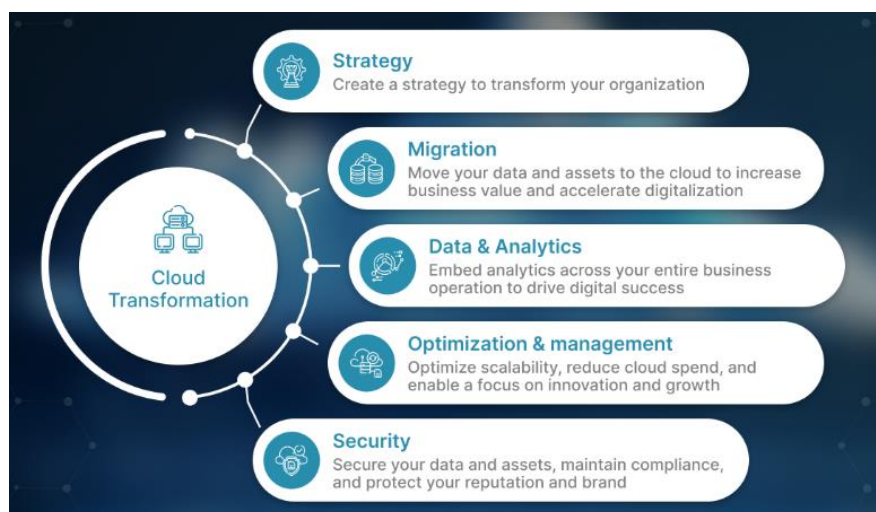 Cloud
Transformation
Strategy
Create a strategy to transform your organization
Migration
Move your data and assets to the cloud to increase
business value and accelerate digitalization
Data & Analytics
Embed analytics across your entire business
operation to drive digital success
Optimization & management
Optimize scalability, reduce cloud spend, and
enable a focus on innovation and growth
Security
Secure your data and assets, maintain compliance,
and protect your reputation and brand